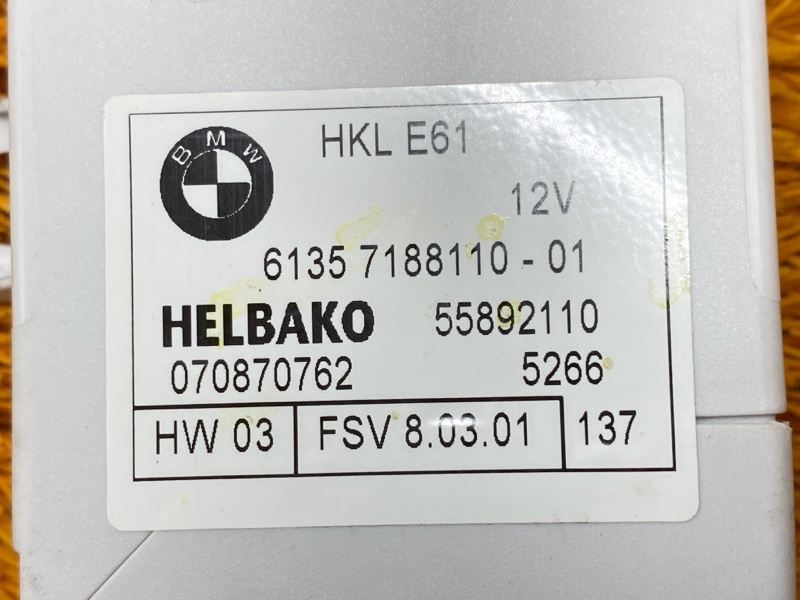 BMW
HKL E61
12V
6135 7188110 - 01
HELBAKO 55892110
070870762 5266
HW 03 FSV 8.03.01 137